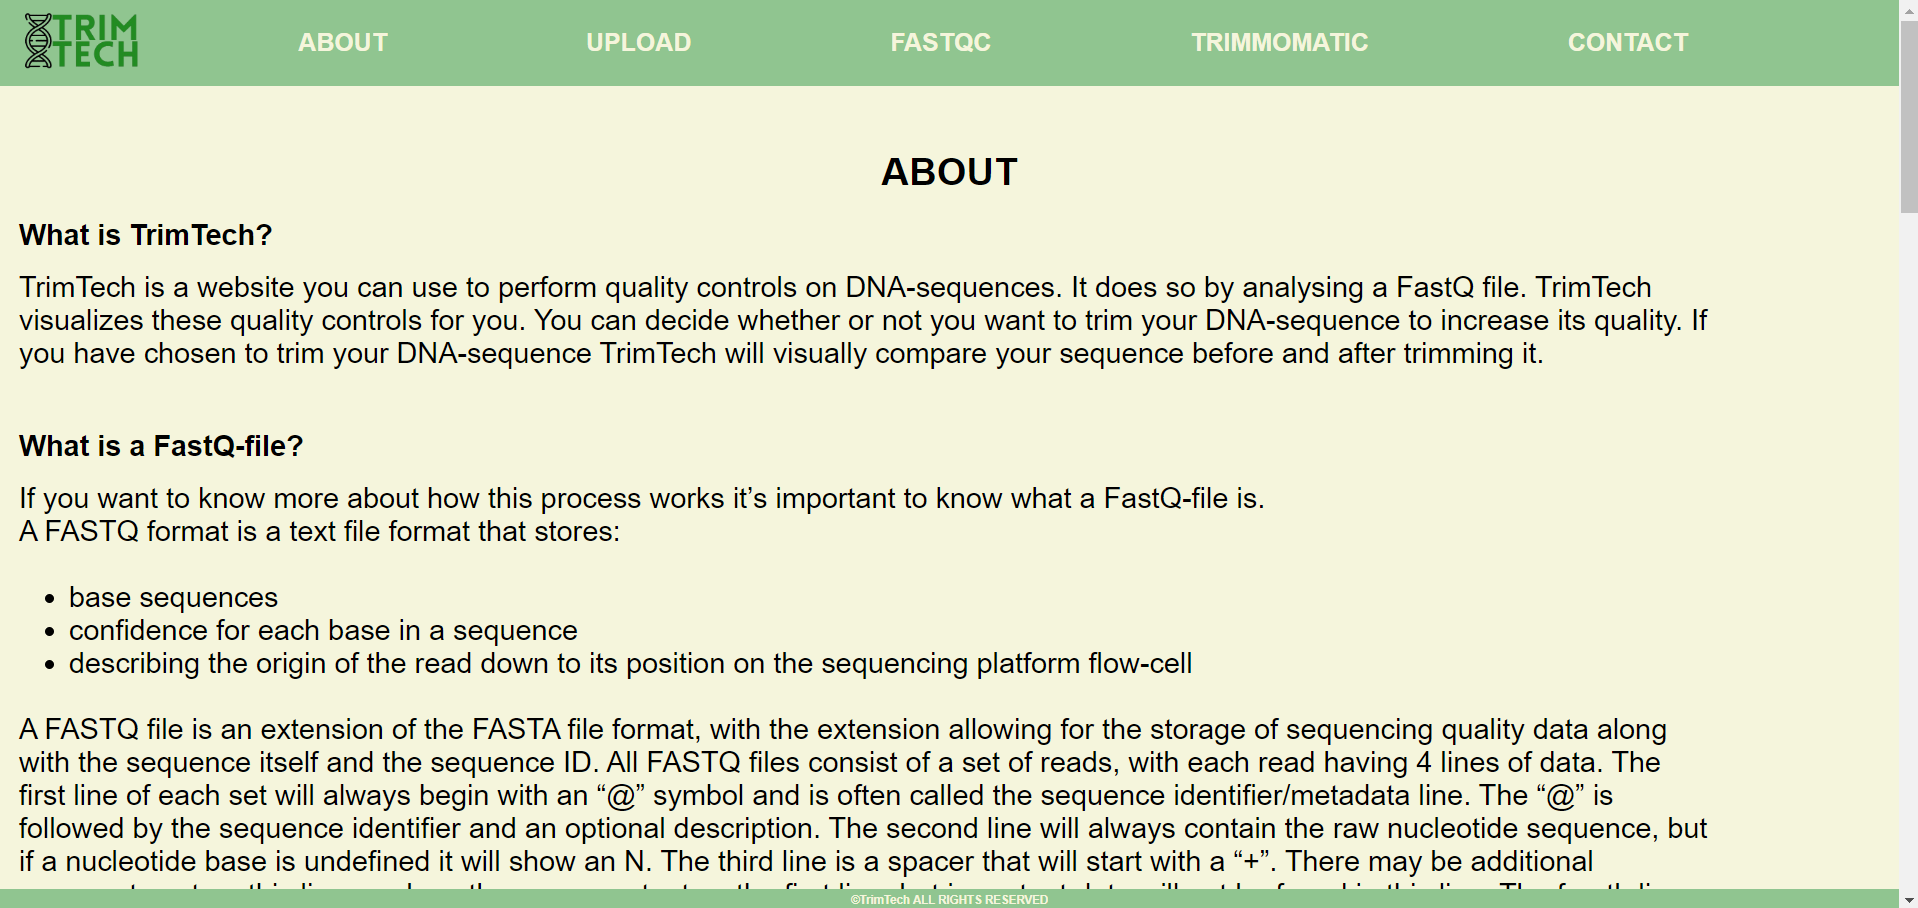 TRIM
TECH
ABOUT
UPLOAD
FASTQC
TRIMMOMATIC
CONTACT
ABOUT
What is TrimTech?
TrimTech is a website you can use to perform quality controls on DNA-sequences. It does so by analysing a FastQ file. TrimTech
visualizes these quality controls for you. You can decide whether or not you want to trim your DNA-sequence to increase its quality. If
you have chosen to trim your DNA-sequence TrimTech will visually compare your sequence before and after trimming it.
What is a FastQ-file?
If you want to know more about how this process works it’s important to know what a FastQ-file is.
A FASTQ format is a text file format that stores:
• base sequences
• confidence for each base in a sequence
• describing the origin of the read down to its position on the sequencing platform flow-cell
A FASTQ file is an extension of the FASTA file format, with the extension allowing for the storage of sequencing quality data along
with the sequence itself and the sequence ID. All FASTQ files consist of a set of reads, with each read having 4 lines of data. The
first line of each set will always begin with an “@” symbol and is often called the sequence identifier/metadata line. The “@” is
followed by the sequence identifier and an optional description. The second line will always contain the raw nucleotide sequence, but
if a nucleotide base is undefined it will show an N. The third line is a spacer that will start with a “+”. There may be additional
©TrimTech ALL RIGHTS RESERVED